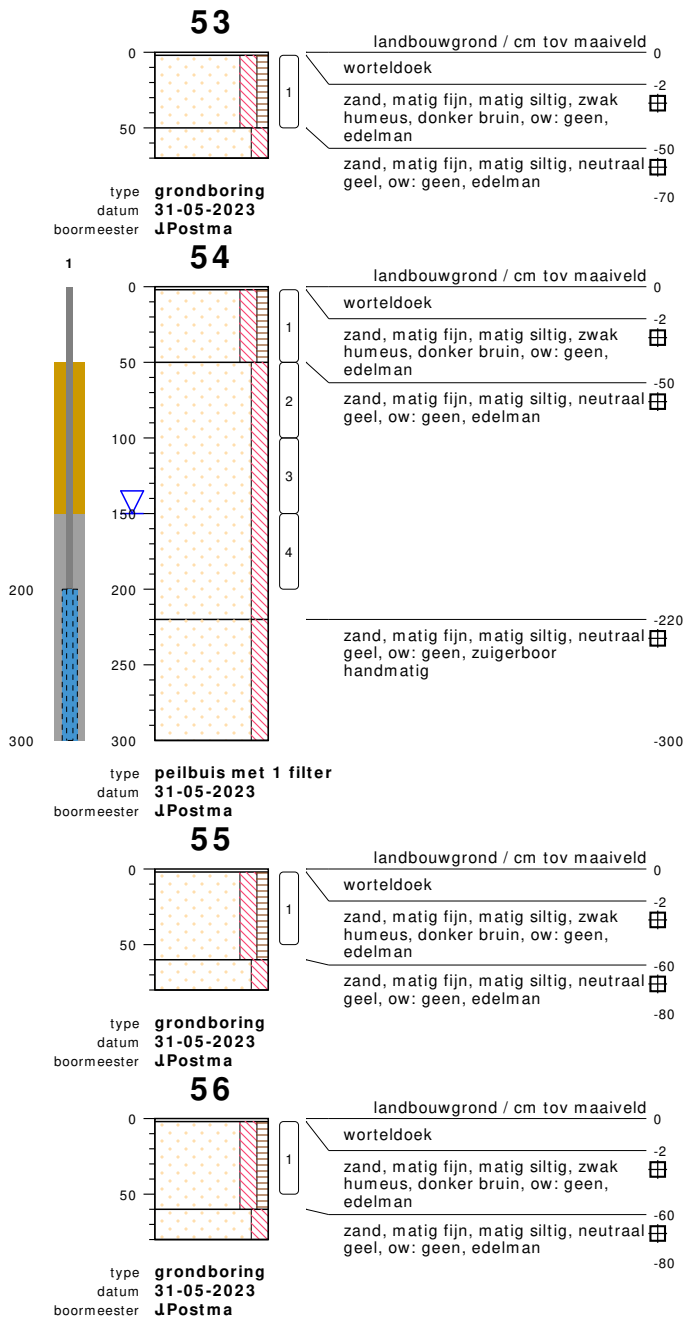 53
landbouwgrond / cm tov maaiveld
0
0
worteldoek
-2
1
zand, matig fijn, matig siltig, zwak
humeus, donker bruin, ow: geen,
edelman
50
-50
zand, matig fijn, matig siltig, neutraal
geel, ow: geen, edelman
-70
type grondboring
datum 31-05-2023
boormeester J.Postma
54
1
landbouwgrond / cm tov maaiveld
0
0
worteldoek
-2
1
zand, matig fijn, matig siltig, zwak
humeus, donker bruin, ow: geen,
edelman
50
-50
2
zand, matig fijn, matig siltig, neutraal
geel, ow: geen, edelman
100
3
150
4
200
200
-220
zand, matig fijn, matig siltig, neutraal
geel, ow: geen, zuigerboor
handmatig
250
300
300
-300
type peilbuis met 1 filter
datum 31-05-2023
boormeester J.Postma
55
landbouwgrond / cm tov maaiveld
0
0
worteldoek
-2
1
zand, matig fijn, matig siltig, zwak
humeus, donker bruin, ow: geen,
edelman
50
-60
zand, matig fijn, matig siltig, neutraal
geel, ow: geen, edelman
-80
type grondboring
datum 31-05-2023
boormeester J.Postma
56
landbouwgrond / cm tov maaiveld
0
0
worteldoek
-2
1
zand, matig fijn, matig siltig, zwak
humeus, donker bruin, ow: geen,
edelman
50
-60
zand, matig fijn, matig siltig, neutraal
geel, ow: geen, edelman
-80
type grondboring
datum 31-05-2023
boormeester J.Postma